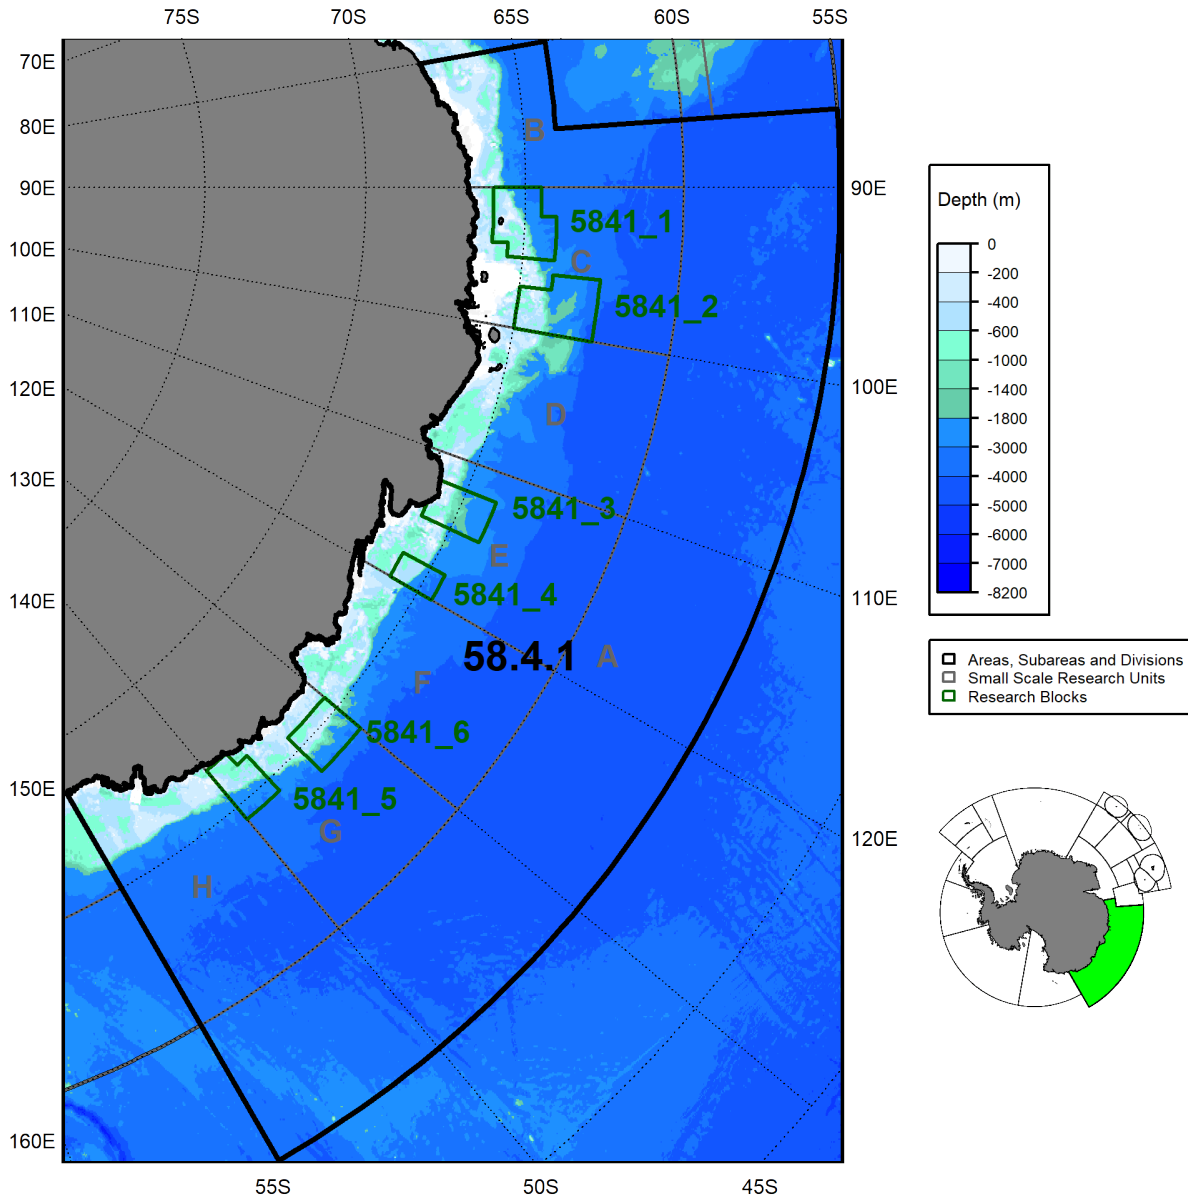 75S 70S 65S 60S 55S
70E
80E
90E
100E
110E
120E
130E
140E
150E
160E
B
5841_1
C
5841_2
D
5841_3
E
5841_4
58.4.1 A
F
5841_6
5841_5
G
H
90E
100E
110E
120E
55S 50S 45S
Depth (m)
0
-200
-400
-600
-1000
-1400
-1800
-3000
-4000
-5000
-6000
-7000
-8200
Areas, Subareas and Divisions
Small Scale Research Units
Research Blocks